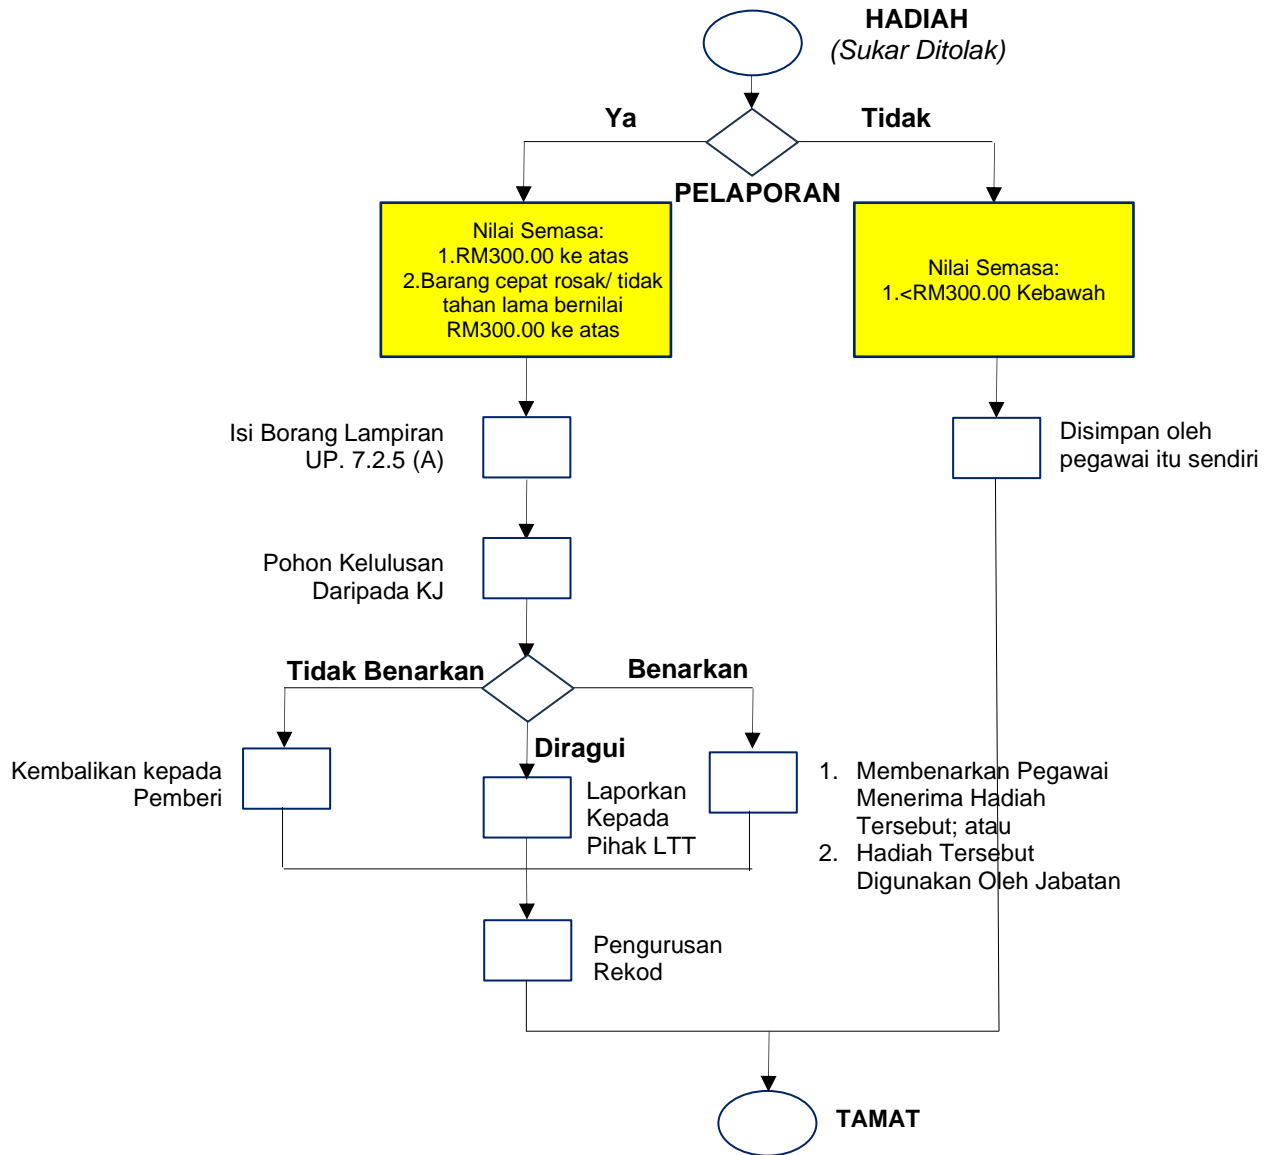 HADIAH
(Sukar Ditolak)
Ya
Tidak
PELAPORAN
Nilai Semasa:
1.RM300.00 ke atas
2.Barang cepat rosak/ tidak
tahan lama bernilai
RM300.00 ke atas
Nilai Semasa:
1.<RM300.00 Kebawah
Isi Borang Lampiran
UP. 7.2.5 (A)
Disimpan oleh
pegawai itu sendiri
Pohon Kelulusan
Daripada KJ
Tidak Benarkan
Benarkan
Diragui
Kembalikan kepada
Pemberi
Laporkan
Kepada
Pihak LTT
1. Membenarkan Pegawai
Menerima Hadiah
Tersebut; atau
2. Hadiah Tersebut
Digunakan Oleh Jabatan
Pengurusan
Rekod
TAMAT